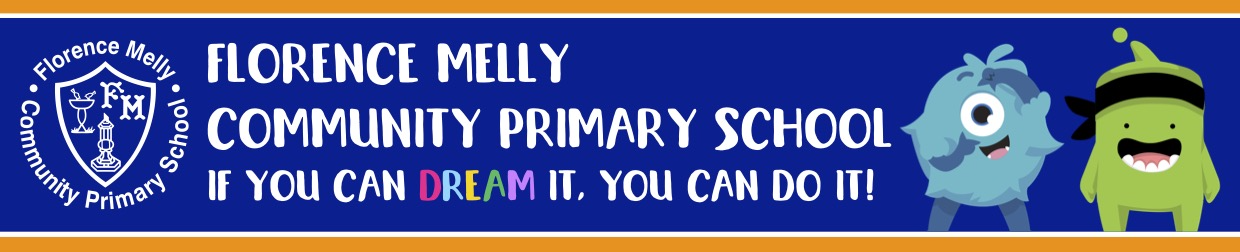 Florence Melly
Community Primary School
FM
FLORENCE MELLY
COMMUNITY PRIMARY SCHOOL
IF YOU CAN DREAM IT, YOU CAN DO IT!